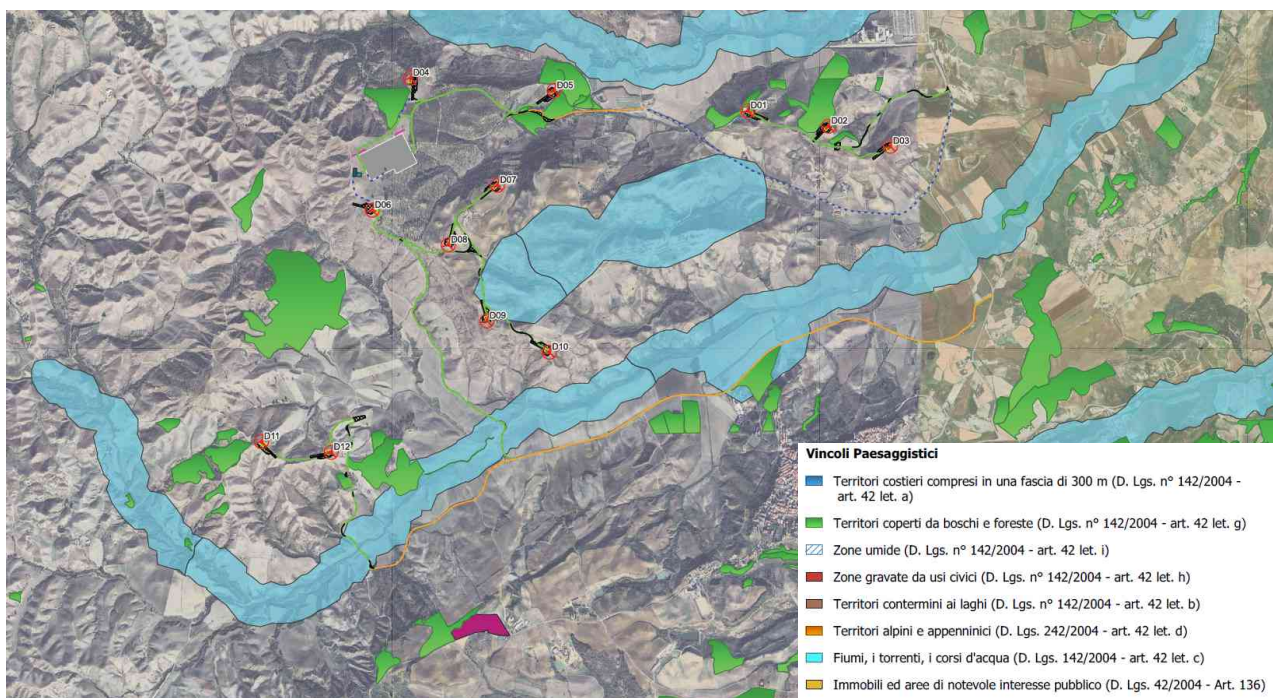 D04
D05
D01
D02
D03
D07
D06
D08
D09
D10
D11
D12
Vincoli Paesaggistici
Territori costieri compresi in una fascia di 300 m (D. Lgs. n° 142/2004 -
art. 42 let. a)
Territori coperti da boschi e foreste (D. Lgs. n° 142/2004 - art. 42 let. g)
Zone umide (D. Lgs. n° 142/2004 - art. 42 let. i)
Zone gravate da usi civici (D. Lgs. n° 142/2004 - art. 42 let. h)
Territori contermini ai laghi (D. Lgs. n° 142/2004 - art. 42 let. b)
Territori alpini e appenninici (D. Lgs. 242/2004 - art. 42 let. d)
Fiumi, i torrenti, i corsi d'acqua (D. Lgs. 142/2004 - art. 42 let. c)
Immobili ed aree di notevole interesse pubblico (D. Lgs. 42/2004 - Art. 136)